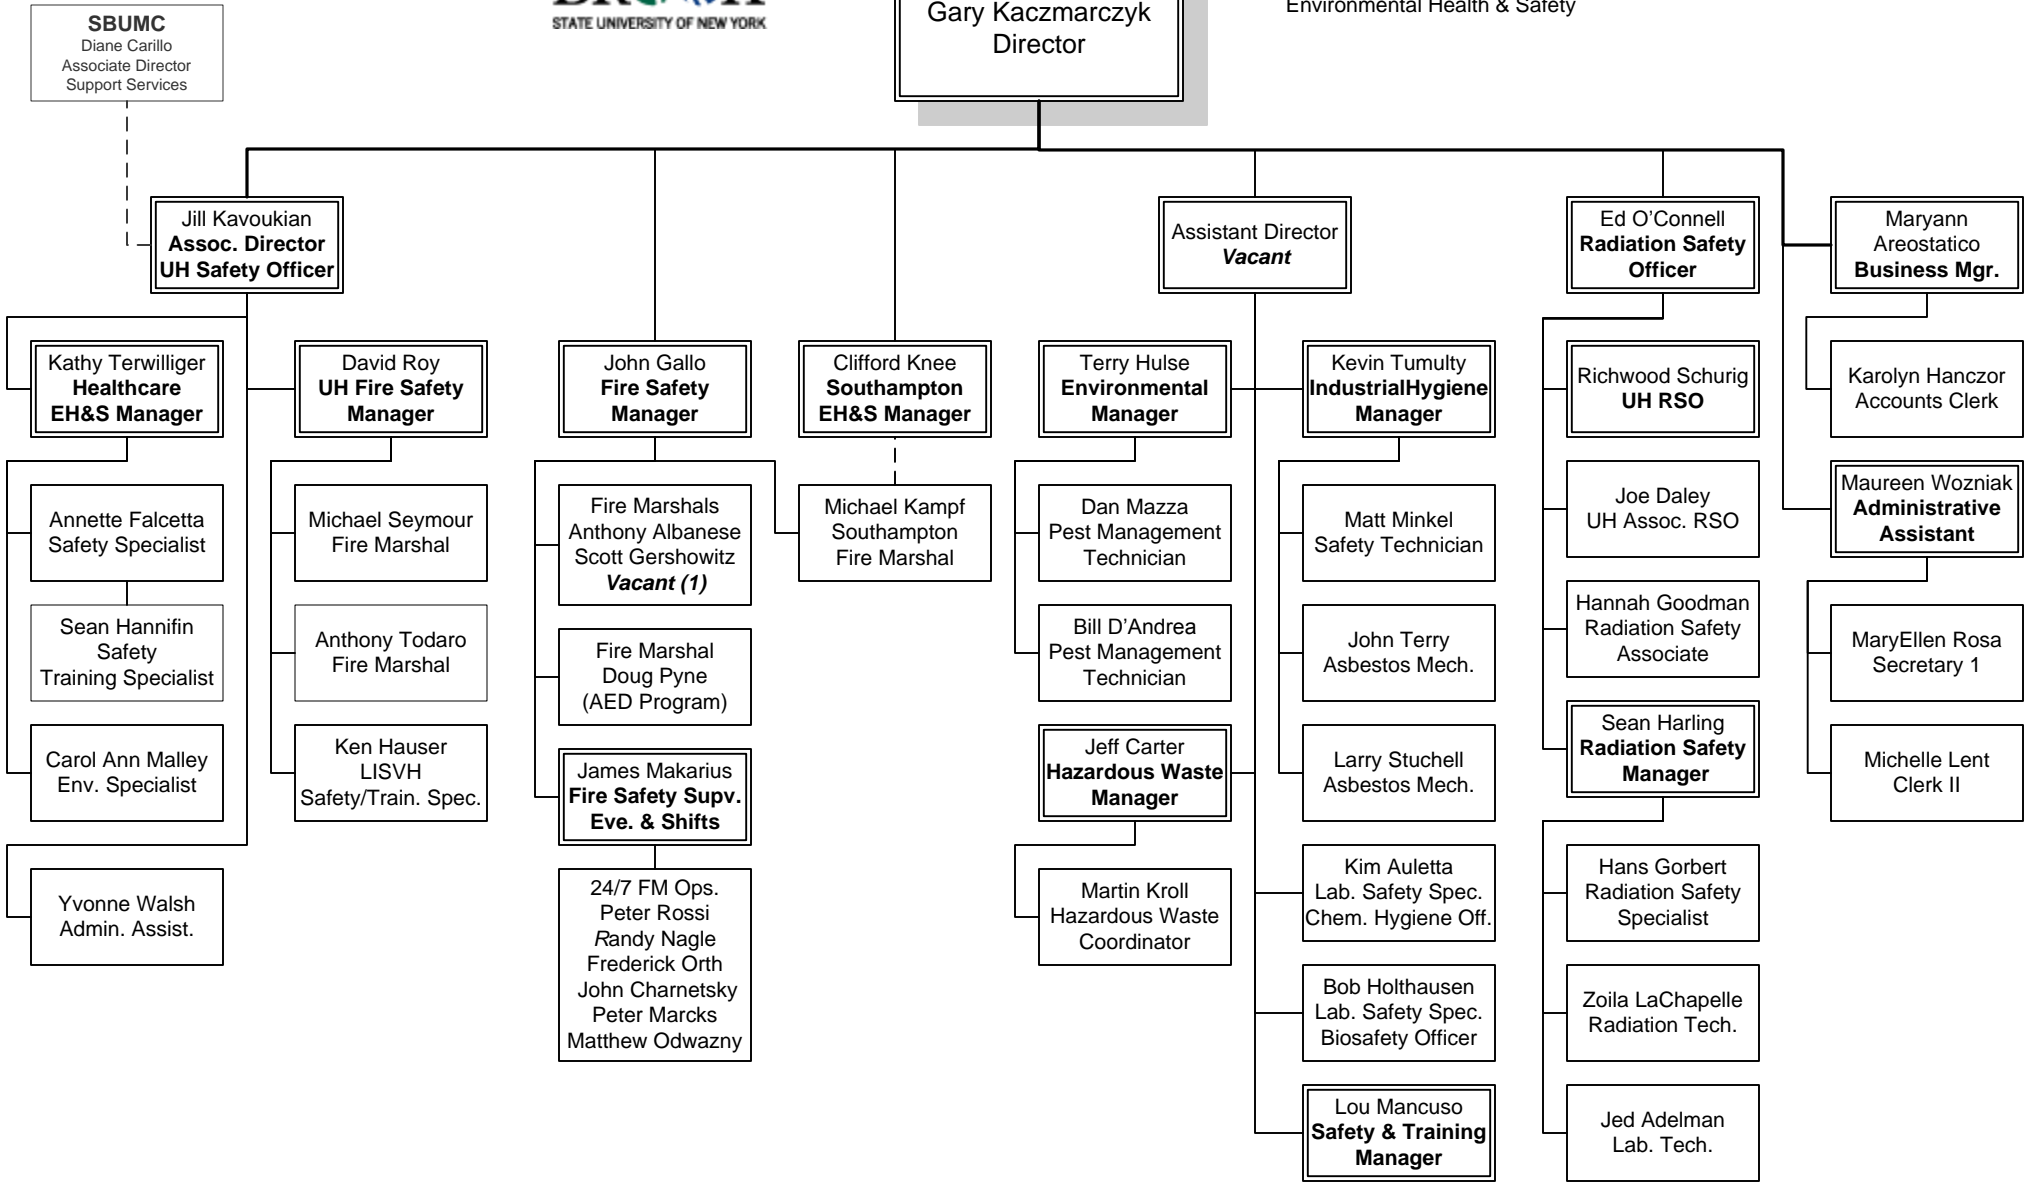 SBUMC
Diane Carillo
Associate Director
Support Services
STATE UNIVERSITY OF NEW YORK
Gary Kaczmarczyk
Director
Environmental Health & Safety
Jill Kavoukian
Assoc. Director
UH Safety Officer
Assistant Director
Vacant
Ed O'Connell
Radiation Safety
Officer
Maryann
Areostatico
Business Mgr.
Kathy Terwilliger
Healthcare
EH&S Manager
David Roy
UH Fire Safety
Manager
John Gallo
Fire Safety
Manager
Clifford Knee
Southampton
EH&S Manager
Terry Hulse
Environmental
Manager
Kevin Tumulty
IndustrialHygiene
Manager
Richwood Schurig
UH RSO
Karolyn Hanczor
Accounts Clerk
Annette Falcetta
Safety Specialist
Michael Seymour
Fire Marshal
Fire Marshals
Anthony Albanese
Scott Gershowitz
Vacant (1)
Michael Kampf
Southampton
Fire Marshal
Dan Mazza
Pest Management
Technician
Matt Minkel
Safety Technician
Joe Daley
UH Assoc. RSO
Maureen Wozniak
Administrative
Assistant
Sean Hannifin
Safety
Training Specialist
Anthony Todaro
Fire Marshal
Fire Marshal
Doug Pyne
(AED Program)
Bill D'Andrea
Pest Management
Technician
John Terry
Asbestos Mech.
Hannah Goodman
Radiation Safety
Associate
MaryEllen Rosa
Secretary 1
Carol Ann Malley
Env. Specialist
Ken Hauser
LISVH
Safety/Train. Spec.
James Makarius
Fire Safety Supv.
Eve. & Shifts
Jeff Carter
Hazardous Waste
Manager
Larry Stuchell
Asbestos Mech.
Sean Harling
Radiation Safety
Manager
Michelle Lent
Clerk II
Yvonne Walsh
Admin. Assist.
24/7 FM Ops.
Peter Rossi
Randy Nagle
Frederick Orth
John Charnetsky
Peter Marcks
Matthew Odwazny
Martin Kroll
Hazardous Waste
Coordinator
Kim Auletta
Lab. Safety Spec.
Chem. Hygiene Off.
Hans Gorbert
Radiation Safety
Specialist
Bob Holthausen
Lab. Safety Spec.
Biosafety Officer
Zoila LaChapelle
Radiation Tech.
Lou Mancuso
Safety & Training
Manager
Jed Adelman
Lab. Tech.